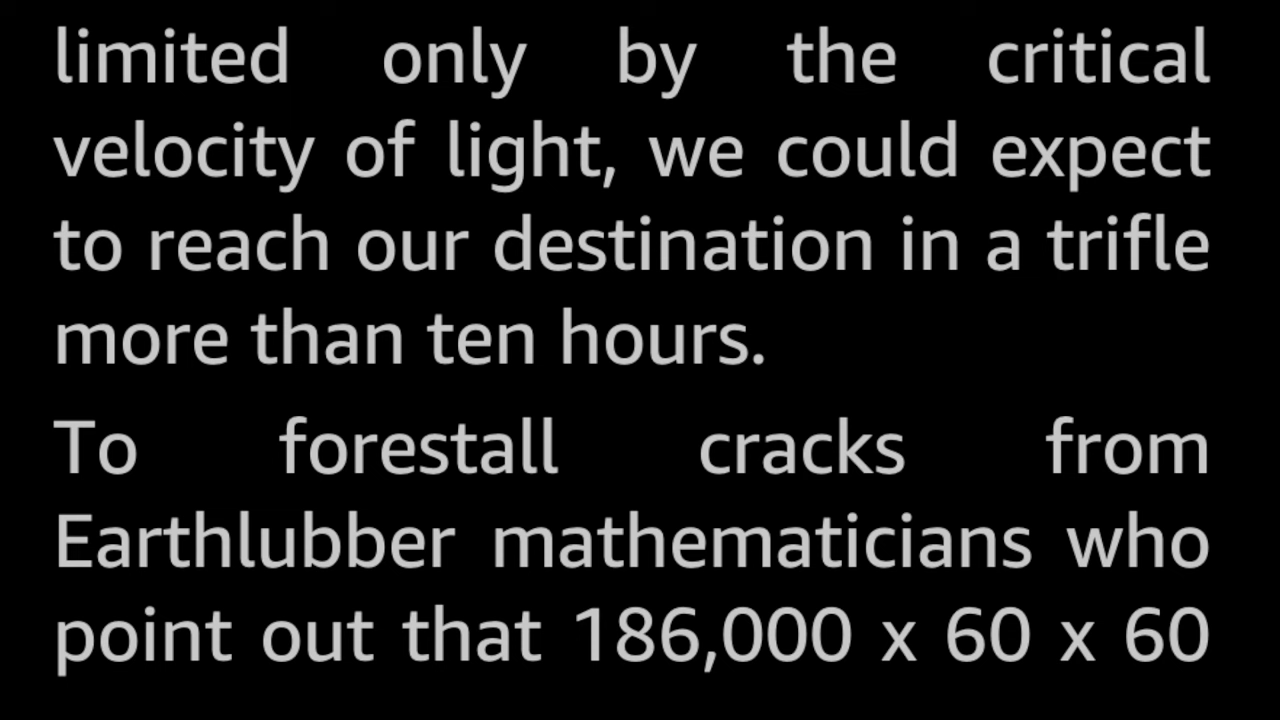 limited only by the critical
velocity of light, we could expect
to reach our destination in a trifle
more than ten hours.
To forestall cracks from
Earthlubber mathematicians who
point out that 186,000 x 60 x 60